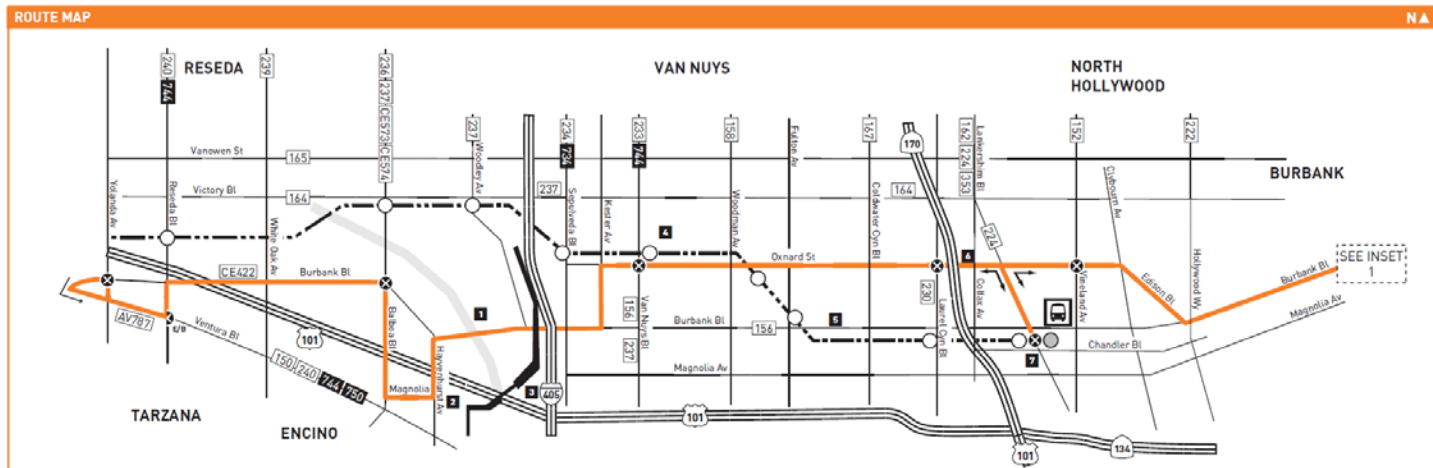 ROUTE MAP
N
RESEDA
VAN NUYS
NORTH
HOLLYWOOD
BURBANK
TARZANA
ENCINO
240
744
239
236
237
CE573
CE574
237
234
734
233
744
158
167
162
224
353
152
222
170
Vanowen St
165
Victory Bl
164
237
164
Yolanda Av
Reseda Bl
White Oak Av
Balboa Bl
Woodley Av
Hayvenhurst Av
Sepulveda Bl
Kester Av
Van Nuys Bl
Woodman Av
Fulton Av
Coldwater Cyn Bl
Laurel Cyn Bl
Colfax Av
Lankershim Bl
Vineland Av
Clybourn Av
Hollywood Wy
4
Oxnard St
6
224
CE422
Burbank Bl
Edison Bl
Burbank Bl
SEE INSET
1
Magnolia Av
AV787
Ventura Bl
101
150
240
744
750
1
156
237
Burbank Bl
156
5
230
Chandler Bl
7
Magnolia
2
3
405
Magnolia Av
101
101
134